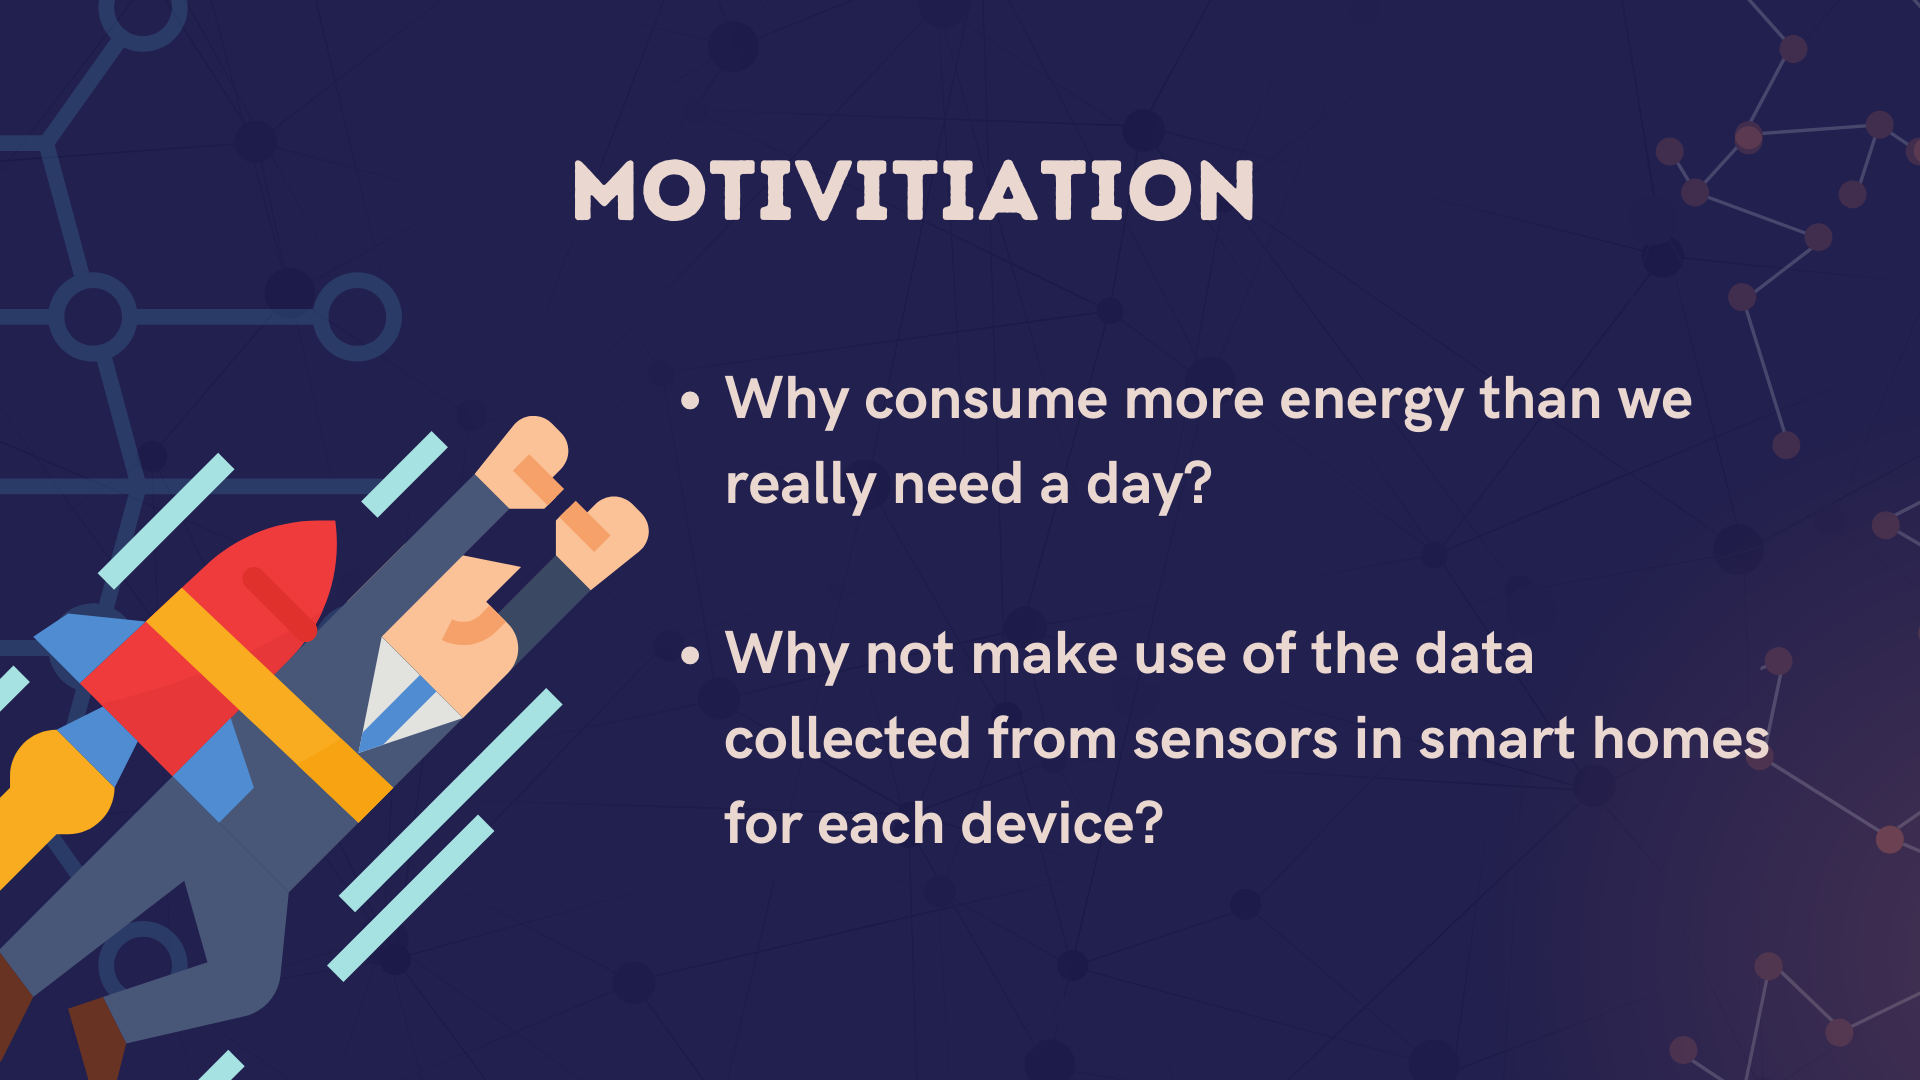 MOTIVITIATION
• Why consume more energy than we
really need a day?
• Why not make use of the data
collected from sensors in smart homes
for each device?